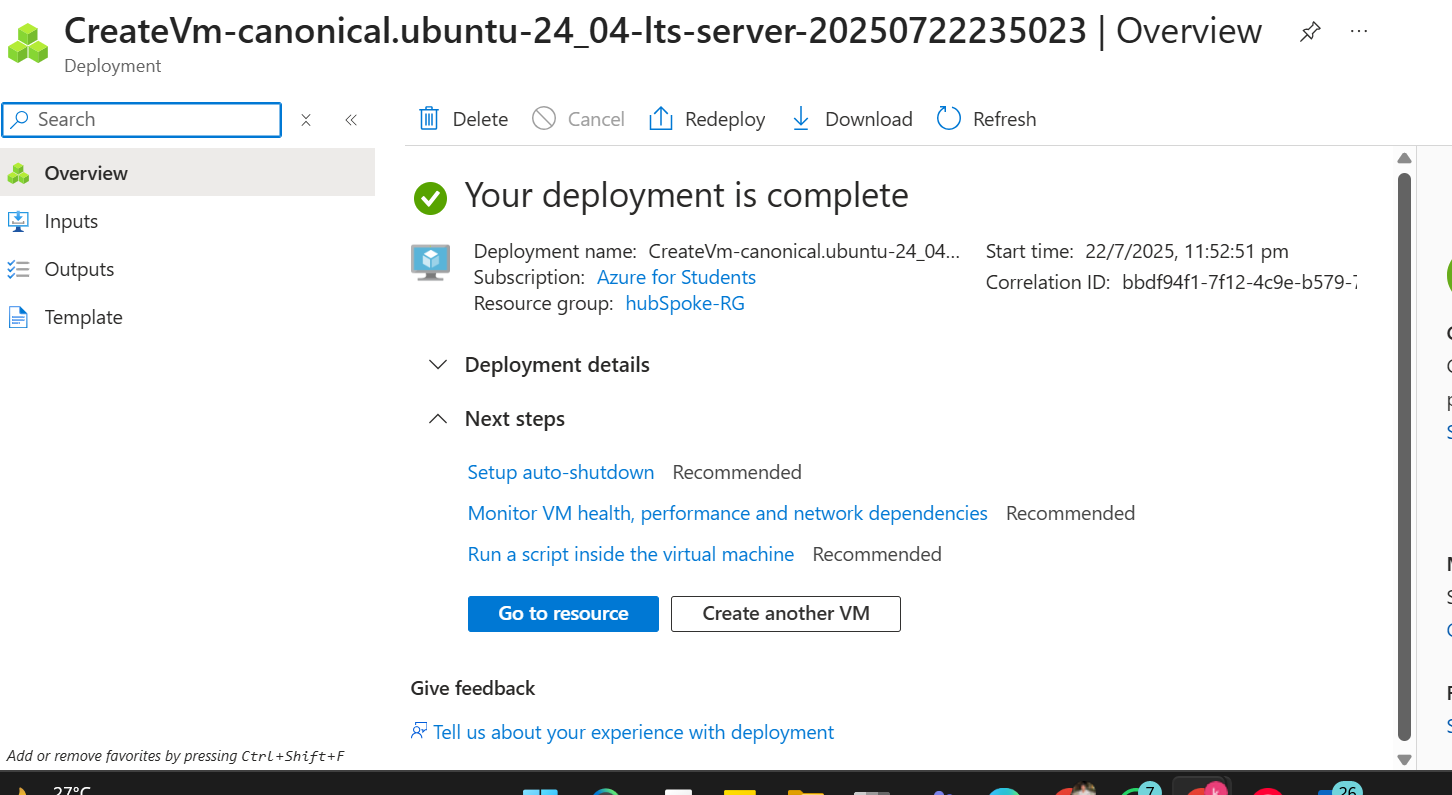 CreateVm-canonical.ubuntu-24_04-lts-server-20250722235023 | Overview
Deployment
Search
Delete
Cancel
Redeploy
Download
Refresh
Overview
Inputs
Outputs
Template
Your deployment is complete
Deployment name: CreateVm-canonical.ubuntu-24_04...
Subscription: Azure for Students
Resource group: hubSpoke-RG
Start time: 22/7/2025, 11:52:51 pm
Correlation ID: bbdf94f1-7f12-4c9e-b579-7
Deployment details
Next steps
Setup auto-shutdown Recommended
Monitor VM health, performance and network dependencies Recommended
Run a script inside the virtual machine Recommended
Go to resource
Create another VM
Give feedback
Tell us about your experience with deployment
Add or remove favorites by pressing Ctrl+Shift+F
27°C
7
k
26